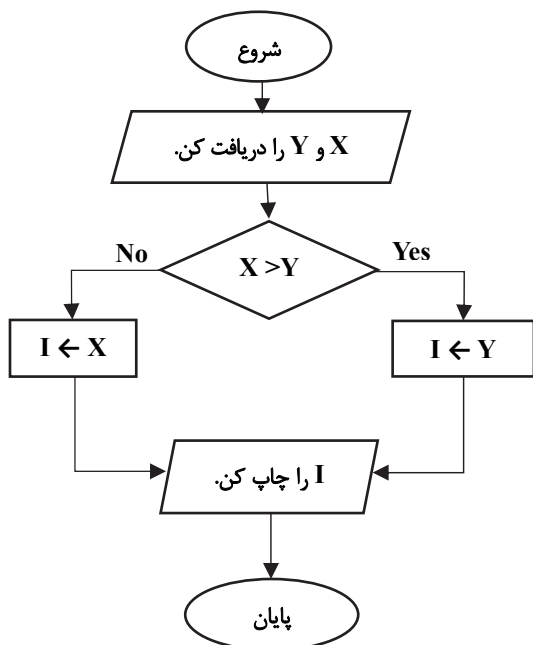 شروع
X و Y را دریافت کن.
X >Y
No
Yes
I ← X
I ← Y
I را چاپ کن.
پایان